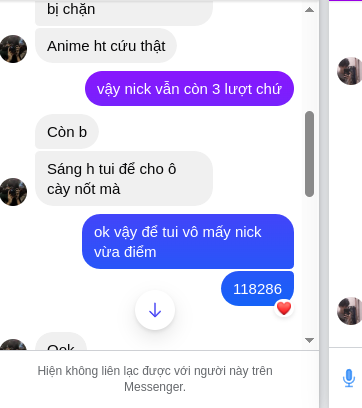 bị chặn
Anime ht cứu thật
vậy nick vẫn còn 3 lượt chứ
Còn b
Sáng h tui để cho ô
cày nốt mà
ok vậy để tui vô mấy nick
vừa điểm
118286
Ook
Hiện không liên lạc được với người này trên
Messenger.